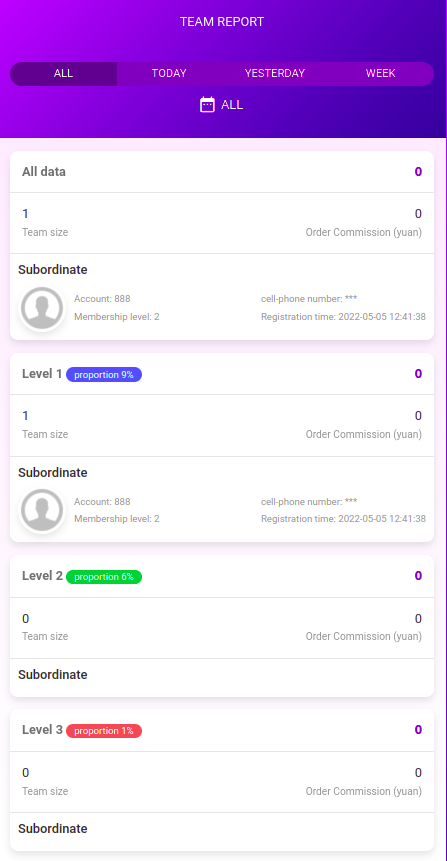 TEAM REPORT
ALL TODAY YESTERDAY WEEK
ALL
All data 0
1 0
Team size Order Commission (yuan)
Subordinate
Account: 888 cell-phone number: ***
Membership level: 2 Registration time: 2022-05-05 12:41:38
Level 1 proportion 9% 0
1 0
Team size Order Commission (yuan)
Subordinate
Account: 888 cell-phone number: ***
Membership level: 2 Registration time: 2022-05-05 12:41:38
Level 2 proportion 6% 0
0 0
Team size Order Commission (yuan)
Subordinate
Level 3 proportion 1% 0
0 0
Team size Order Commission (yuan)
Subordinate